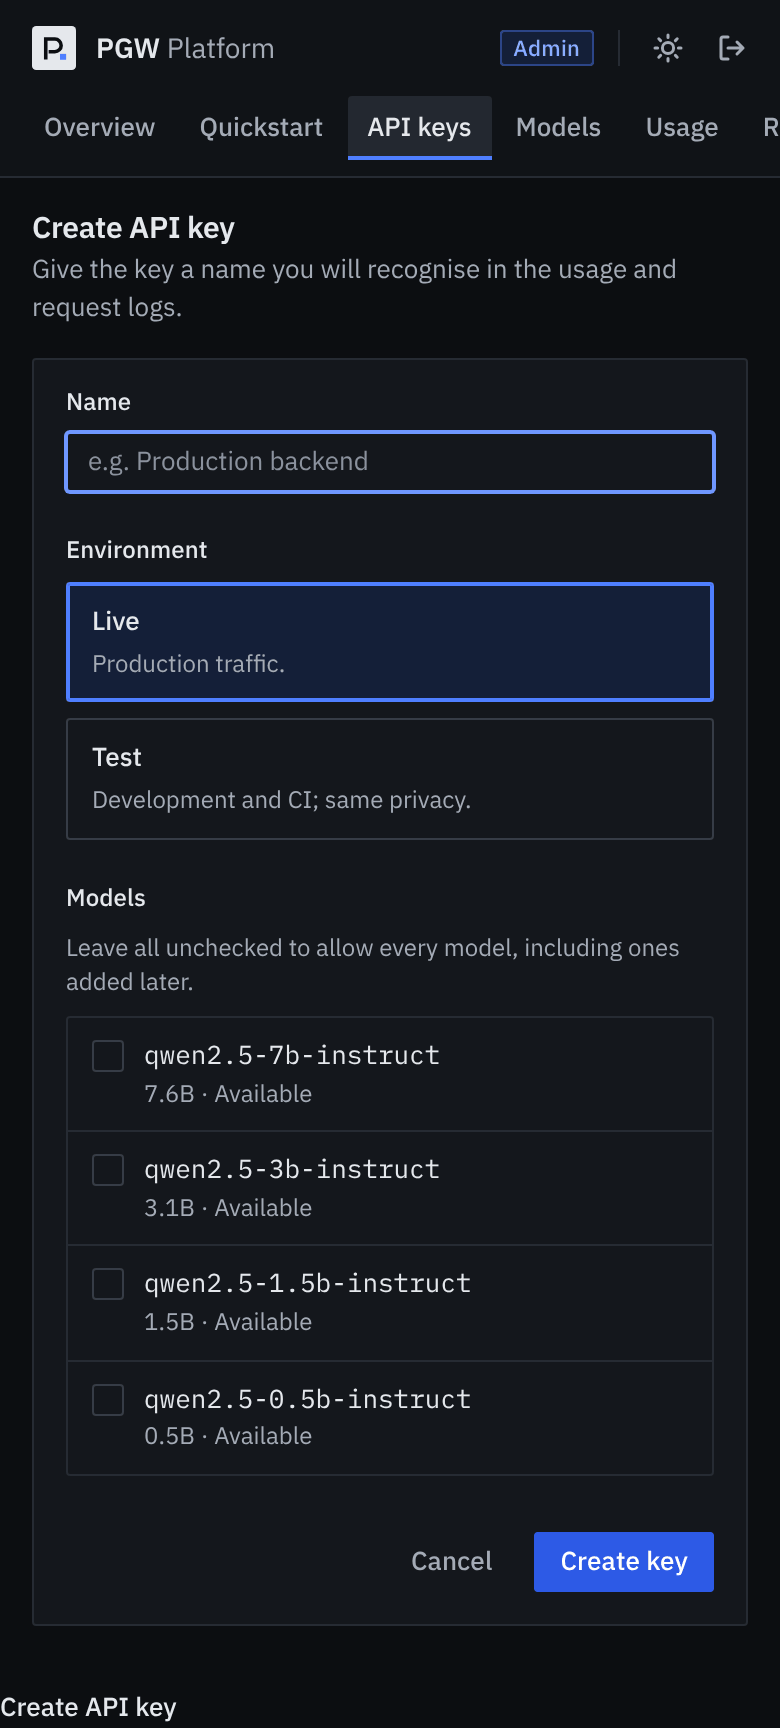 P.
PGW Platform
Admin
Overview
Quickstart
API keys
Models
Usage
R
Create API key
Give the key a name you will recognise in the usage and
request logs.
Name
e.g. Production backend
Environment
Live
Production traffic.
Test
Development and CI; same privacy.
Models
Leave all unchecked to allow every model, including ones
added later.
qwen2.5-7b-instruct
7.6B · Available
qwen2.5-3b-instruct
3.1B · Available
qwen2.5-1.5b-instruct
1.5B · Available
qwen2.5-0.5b-instruct
0.5B · Available
Cancel
Create key
Create API key